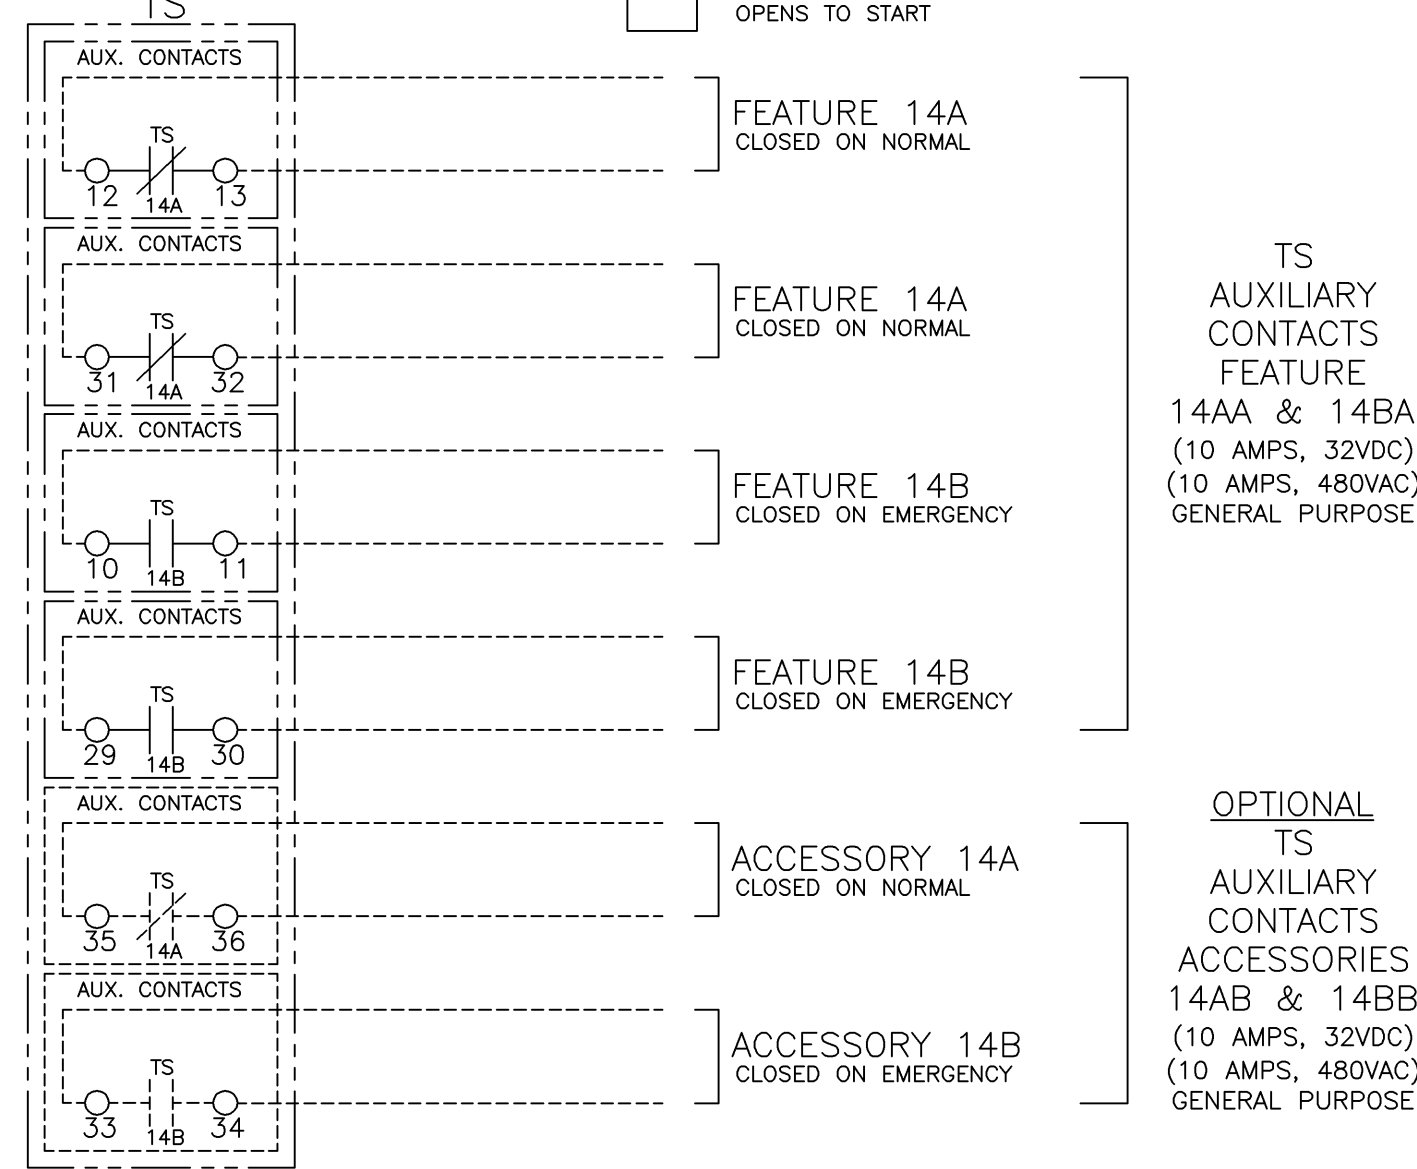 TS
OPENS TO START
AUX. CONTACTS
TS
12
14A
13
FEATURE 14A
CLOSED ON NORMAL
AUX. CONTACTS
TS
31
14A
32
FEATURE 14A
CLOSED ON NORMAL
AUX. CONTACTS
TS
10
14B
11
FEATURE 14B
CLOSED ON EMERGENCY
AUX. CONTACTS
TS
29
14B
30
FEATURE 14B
CLOSED ON EMERGENCY
TS
AUXILIARY
CONTACTS
FEATURE
14AA & 14BA
(10 AMPS, 32VDC)
(10 AMPS, 480VAC)
GENERAL PURPOSE
AUX. CONTACTS
TS
35
14A
36
ACCESSORY 14A
CLOSED ON NORMAL
AUX. CONTACTS
TS
33
14B
34
ACCESSORY 14B
CLOSED ON EMERGENCY
OPTIONAL
TS
AUXILIARY
CONTACTS
ACCESSORIES
14AB & 14BB
(10 AMPS, 32VDC)
(10 AMPS, 480VAC)
GENERAL PURPOSE